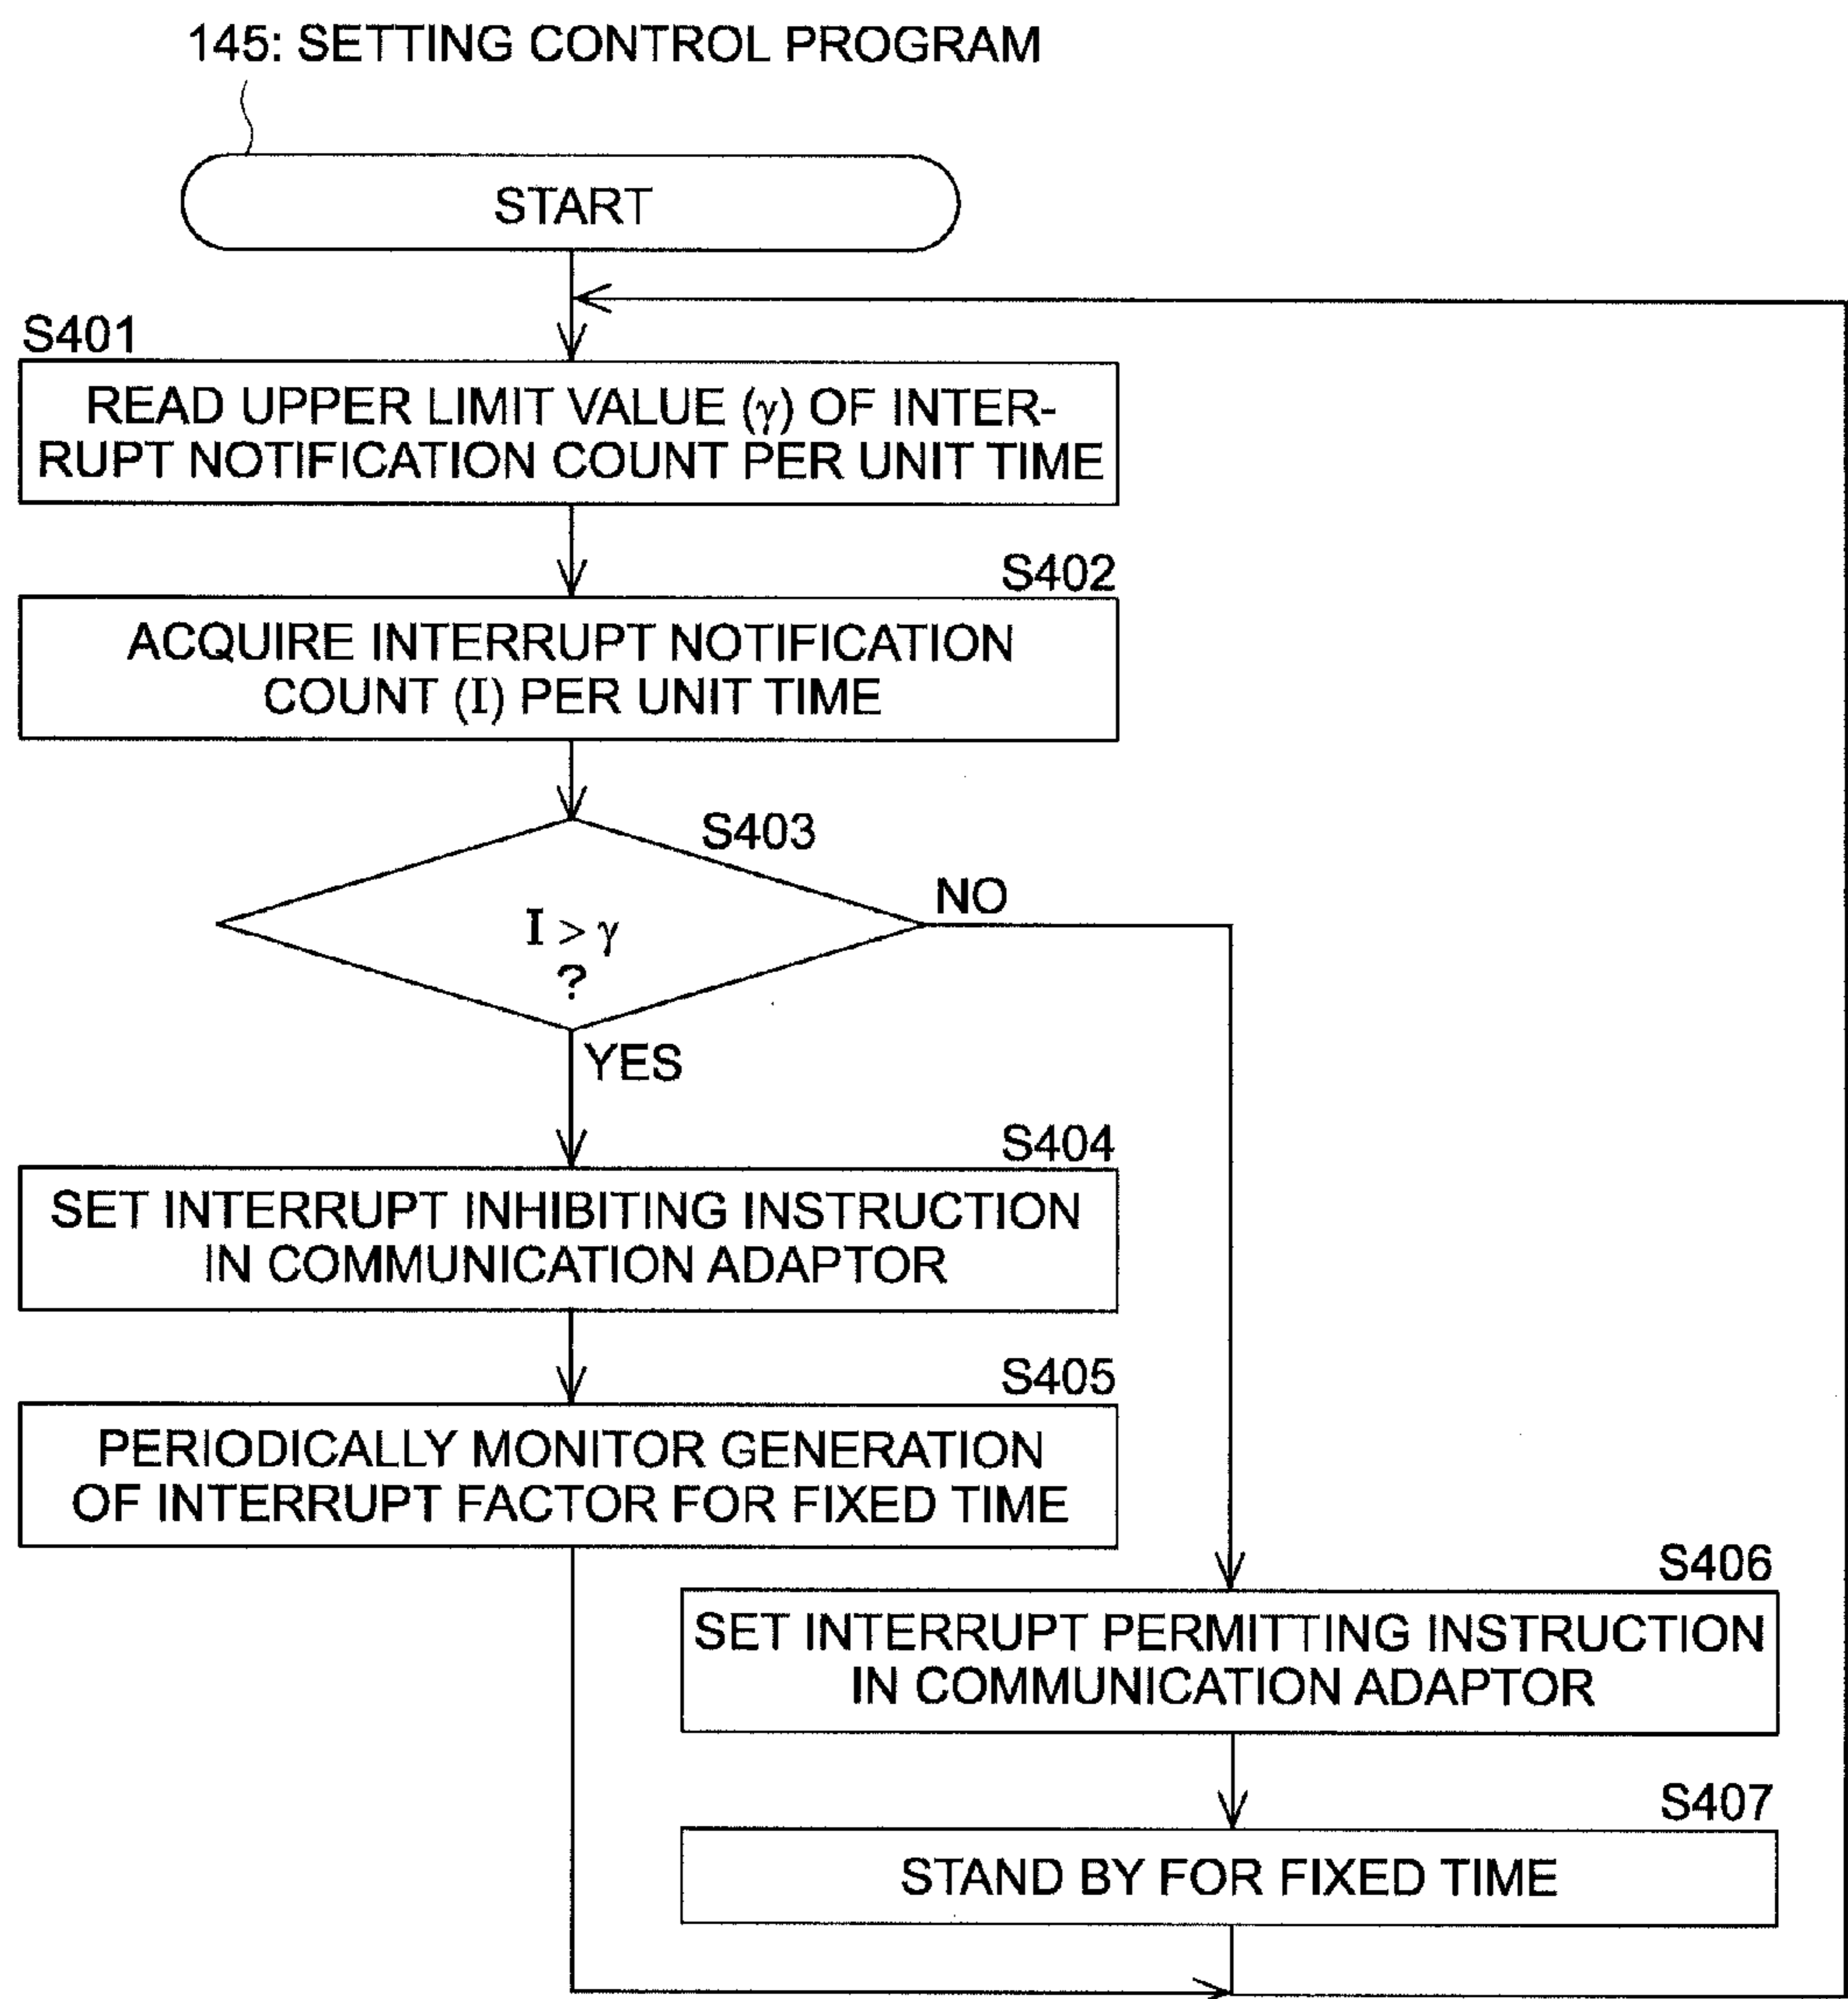 145: SETTING CONTROL PROGRAM
START
S401
READ UPPER LIMIT VALUE (γ) OF INTER-
RUPT NOTIFICATION COUNT PER UNIT TIME
S402
ACQUIRE INTERRUPT NOTIFICATION
COUNT (I) PER UNIT TIME
S403
I > γ
?
NO
YES
S404
SET INTERRUPT INHIBITING INSTRUCTION
IN COMMUNICATION ADAPTOR
S405
PERIODICALLY MONITOR GENERATION
OF INTERRUPT FACTOR FOR FIXED TIME
S406
SET INTERRUPT PERMITTING INSTRUCTION
IN COMMUNICATION ADAPTOR
S407
STAND BY FOR FIXED TIME